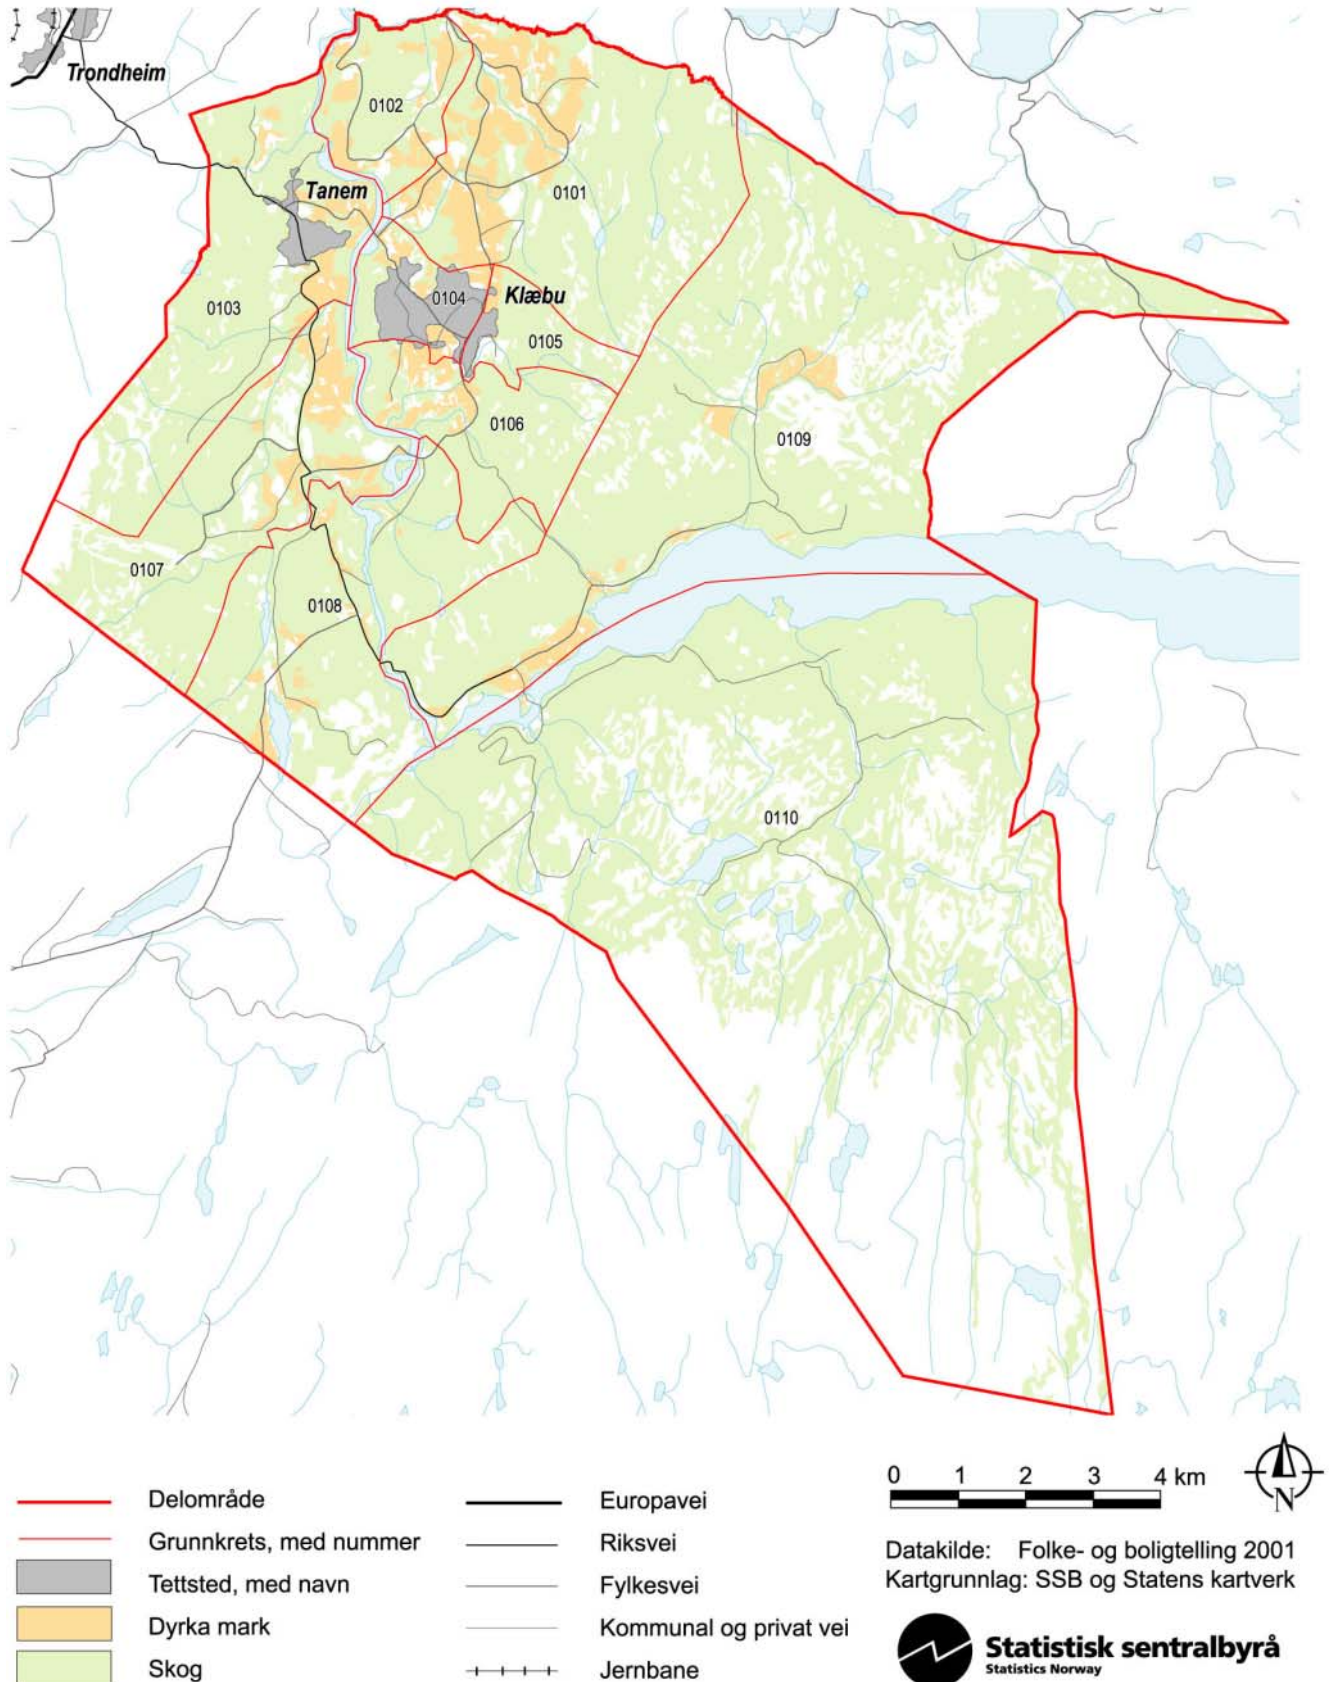 Trondheim
0102
Tanem
0101
0103
0104
Klæbu
0105
0106
0109
0107
0108
0110
0 1 2 3 4 km
N
Delområde
Grunnkrets, med nummer
Tettsted, med navn
Dyrka mark
Skog
Europavei
Riksvei
Fylkesvei
Kommunal og privat vei
Jernbane
Datakilde: Folke- og boligtelling 2001
Kartgrunnlag: SSB og Statens kartverk
Statistisk sentralbyrå
Statistics Norway